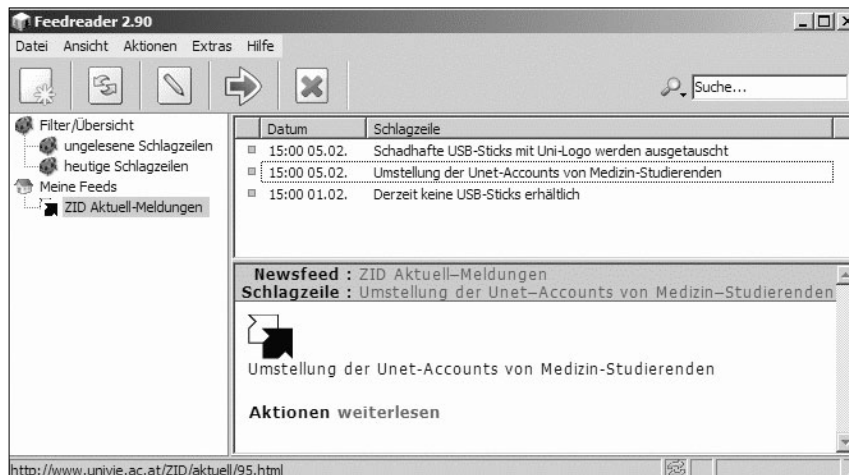 Feedreader 2.90
Datei Ansicht Aktionen Extras Hilfe
Suche...
Filter/Übersicht
ungelesene Schlagzeilen
heutige Schlagzeilen
Meine Feeds
ZID Aktuell-Meldungen
Datum Schlagzeile
15:00 05.02. Schadhafte USB-Sticks mit Uni-Logo werden ausgetauscht
15:00 05.02. Umstellung der Unet-Accounts von Medizin-Studierenden
15:00 01.02. Derzeit keine USB-Sticks erhältlich
Newsfeed : ZID Aktuell–Meldungen
Schlagzeile : Umstellung der Unet–Accounts von Medizin–Studierenden
Umstellung der Unet-Accounts von Medizin-Studierenden
Aktionen weiterlesen
http://www.univie.ac.at/ZID/aktuell/95.html